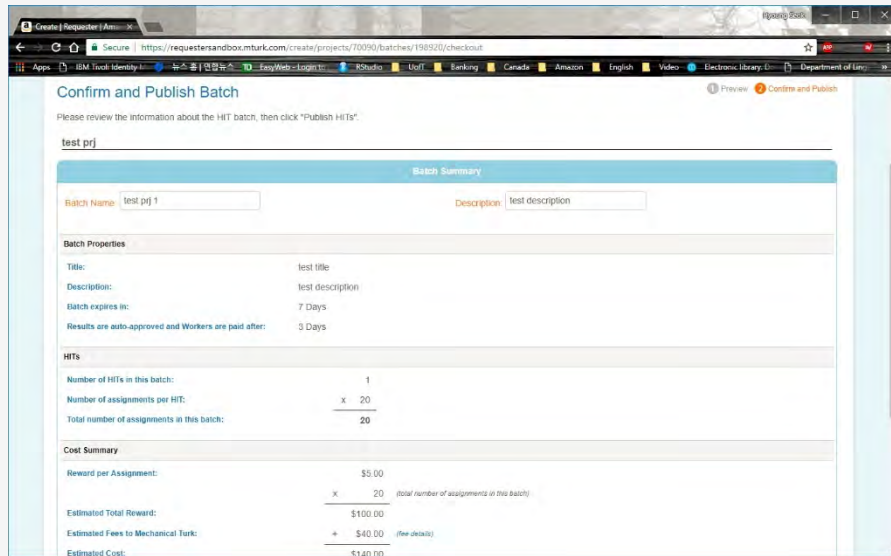 Create | Requester | Am
Secure | https://requestersandbox.mturk.com/create/projects/70090/batches/198920/checkout
Apps IBM Tivoli Identity 뉴스 홈 | 연합뉴스 EasyWeb - Login RStudio UofT Banking Canada Amazon English Video Electronic library. Department of Ling »
Confirm and Publish Batch
1 Preview 2 Confirm and Publish
Please review the information about the HIT batch, then click "Publish HITs".
test prj
Batch Summary
Batch Name test prj 1 Description test description
Batch Properties
Title: test title
Description: test description
Batch expires in: 7 Days
Results are auto-approved and Workers are paid after: 3 Days
HITs
Number of HITs in this batch: 1
Number of assignments per HIT: x 20
Total number of assignments in this batch: 20
Cost Summary
Reward per Assignment: $5.00
x 20 (total number of assignments in this batch)
Estimated Total Reward: $100.00
Estimated Fees to Mechanical Turk: + $40.00 (fee details)
Estimated Cost: $140.00